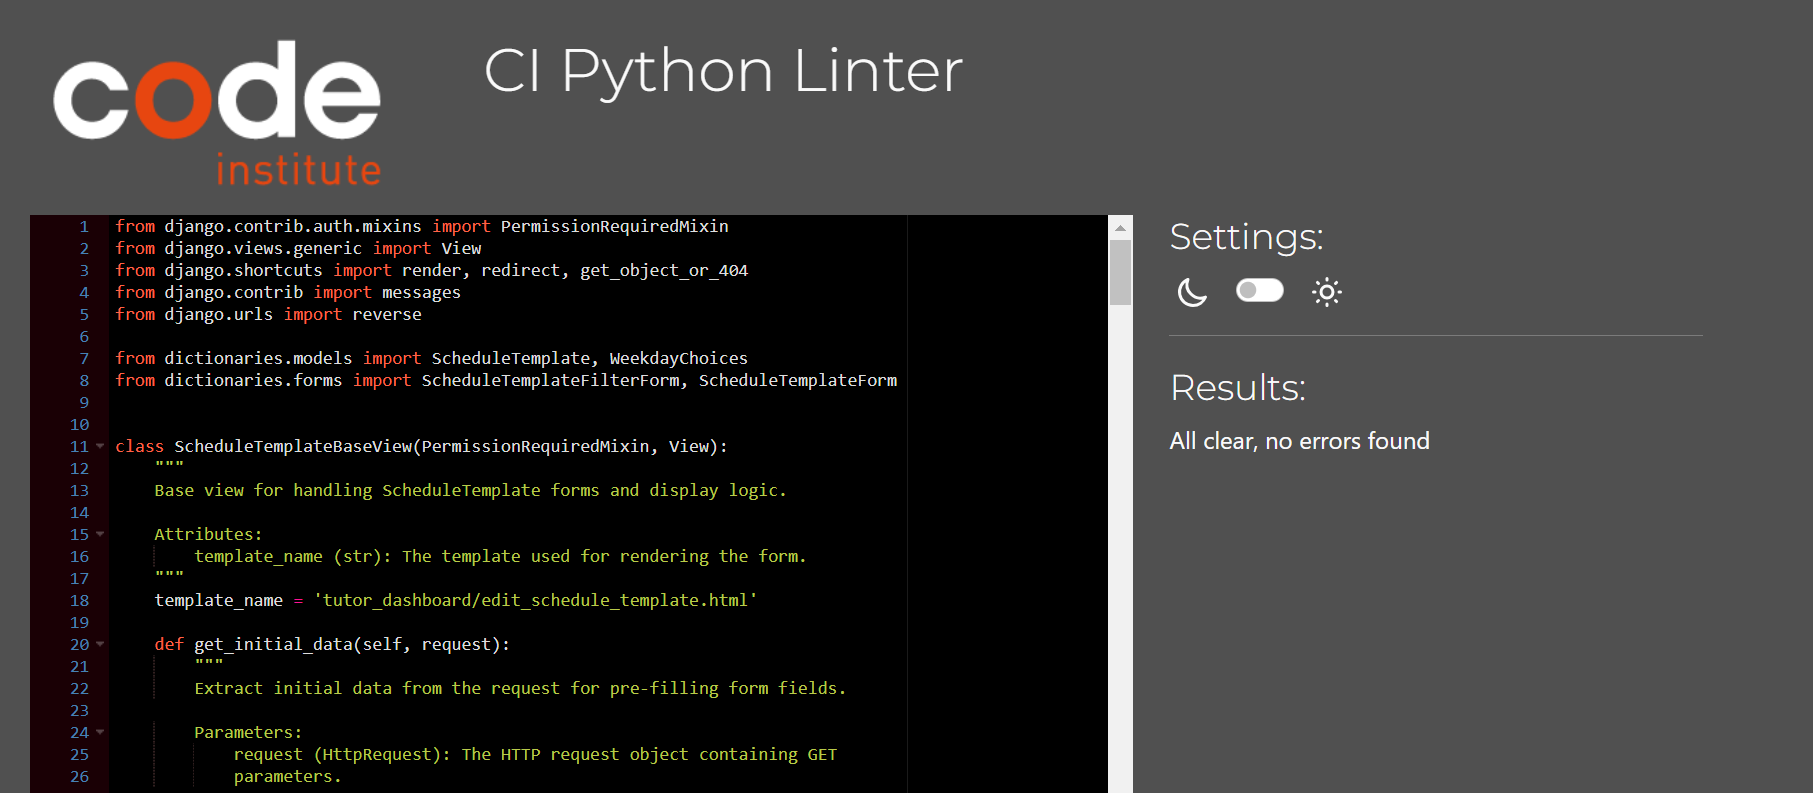 code
institute
CI Python Linter
1 from django.contrib.auth.mixins import PermissionRequiredMixin
2 from django.views.generic import View
3 from django.shortcuts import render, redirect, get_object_or_404
4 from django.contrib import messages
5 from django.urls import reverse
6
7 from dictionaries.models import ScheduleTemplate, WeekdayChoices
8 from dictionaries.forms import ScheduleTemplateFilterForm, ScheduleTemplateForm
9
10
11 class ScheduleTemplateBaseView(PermissionRequiredMixin, View):
12 """
13 Base view for handling ScheduleTemplate forms and display logic.
14
15 Attributes:
16 template_name (str): The template used for rendering the form.
17 """
18 template_name = 'tutor_dashboard/edit_schedule_template.html'
19
20 def get_initial_data(self, request):
21 """
22 Extract initial data from the request for pre-filling form fields.
23
24 Parameters:
25 request (HttpRequest): The HTTP request object containing GET
26 parameters.
Settings:
Results:
All clear, no errors found